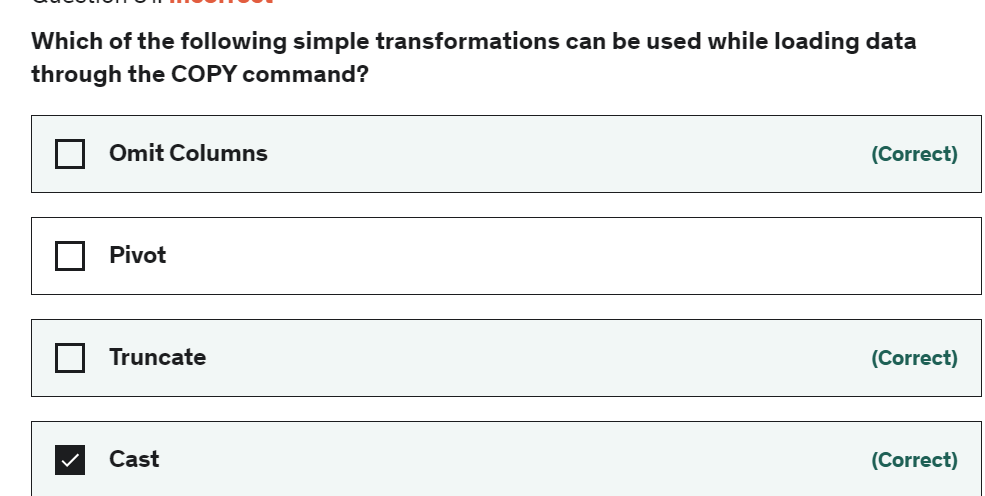 Which of the following simple transformations can be used while loading data
through the COPY command?
Omit Columns (Correct)
Pivot
Truncate (Correct)
Cast (Correct)